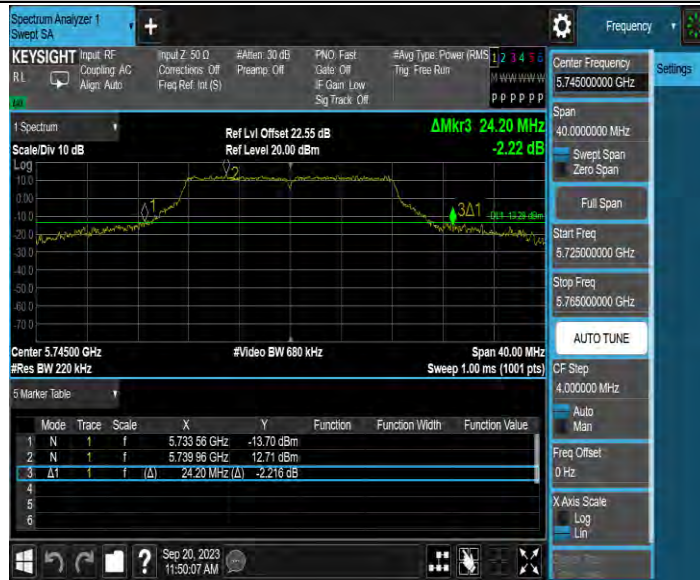 Spectrum Analyzer 1
Swept SA
+
Frequency
KEYSIGHT
RL
Input: RF
Coupling: AC
Align: Auto
Input Z: 50 Ω
Corrections: Off
Freq Ref: Int (S)
#Atten: 30 dB
Preamp: Off
PNO: Fast
Gate: Off
IF Gain: Low
Sig Track: Off
#Avg Type: Power (RMS)
Trig: Free Run
1 2 3 4 5 6
M W W W W W
P P P P P P
Center Frequency
5.745000000 GHz
Settings
Span
40.0000000 MHz
Swept Span
Zero Span
Full Span
Start Freq
5.725000000 GHz
Stop Freq
5.765000000 GHz
AUTO TUNE
CF Step
4.000000 MHz
Auto
Man
Freq Offset
0 Hz
X Axis Scale
Log
Lin
1 Spectrum
Scale/Div 10 dB
Ref Lvl Offset 22.55 dB
Ref Level 20.00 dBm
ΔMkr3 24.20 MHz
-2.22 dB
Log
10.0
0.00
-10.0
-20.0
-30.0
-40.0
-50.0
-60.0
-70.0
1
2
3Δ1
DL1 -13.29 dBm
Center 5.74500 GHz
#Video BW 680 kHz
Span 40.00 MHz
#Res BW 220 kHz
Sweep 1.00 ms (1001 pts)
5 Marker Table
Mode Trace Scale X Y Function Function Width Function Value
1 N 1 f 5.733 56 GHz -13.70 dBm
2 N 1 f 5.739 96 GHz 12.71 dBm
3 Δ1 1 f (Δ) 24.20 MHz (Δ) -2.216 dB
4
5
6
?
Sep 20, 2023
11:50:07 AM